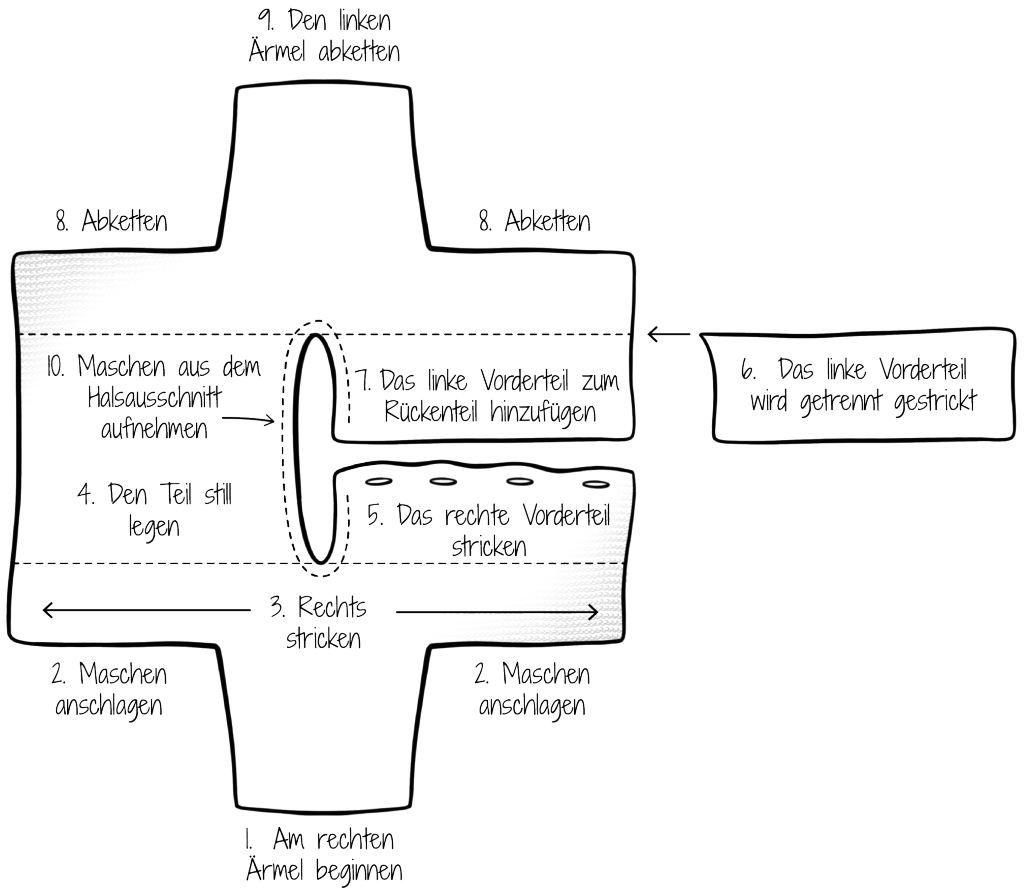 9. Den linken
Ärmel abketten
8. Abketten
8. Abketten
10. Maschen aus dem
Halsausschnitt
aufnehmen
7. Das linke Vorderteil zum
Rückenteil hinzufügen
6. Das linke Vorderteil
wird getrennt gestrickt
4. Den Teil still
legen
5. Das rechte Vorderteil
stricken
3. Rechts
stricken
2. Maschen
anschlagen
2. Maschen
anschlagen
1. Am rechten
Ärmel beginnen